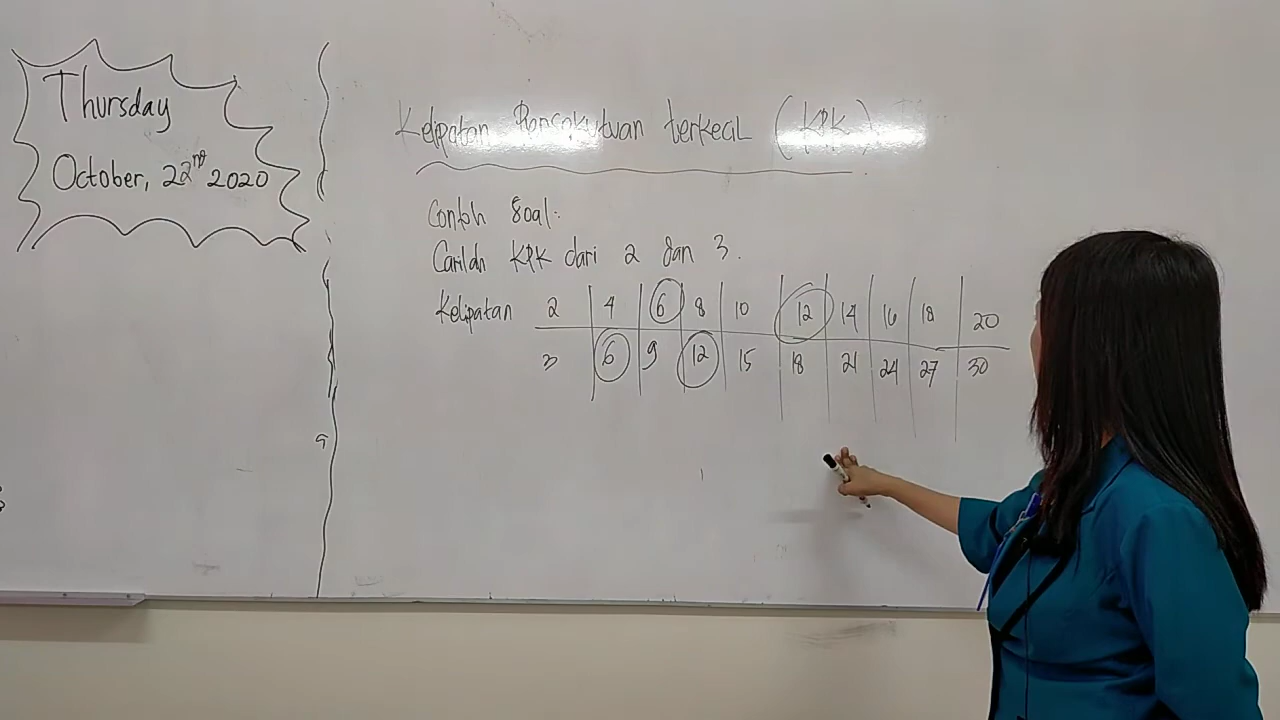 Thursday
October, 22nd 2020
Kelipatan Persekutuan terkecil (KPK)
Contoh Soal:
Carilah KPK dari 2 dan 3.
Kelipatan 2 4 6 8 10 12 14 16 18 20
3 6 9 12 15 18 21 24 27 30